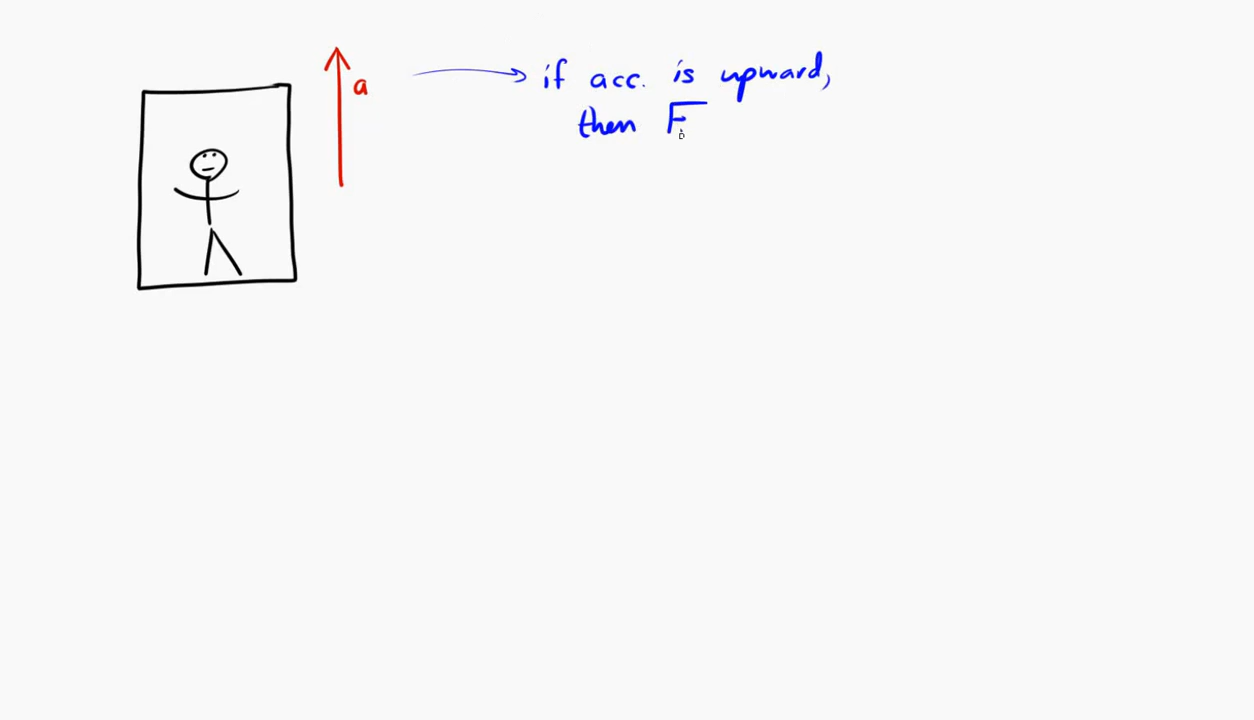 a
if acc. is upward,
then F